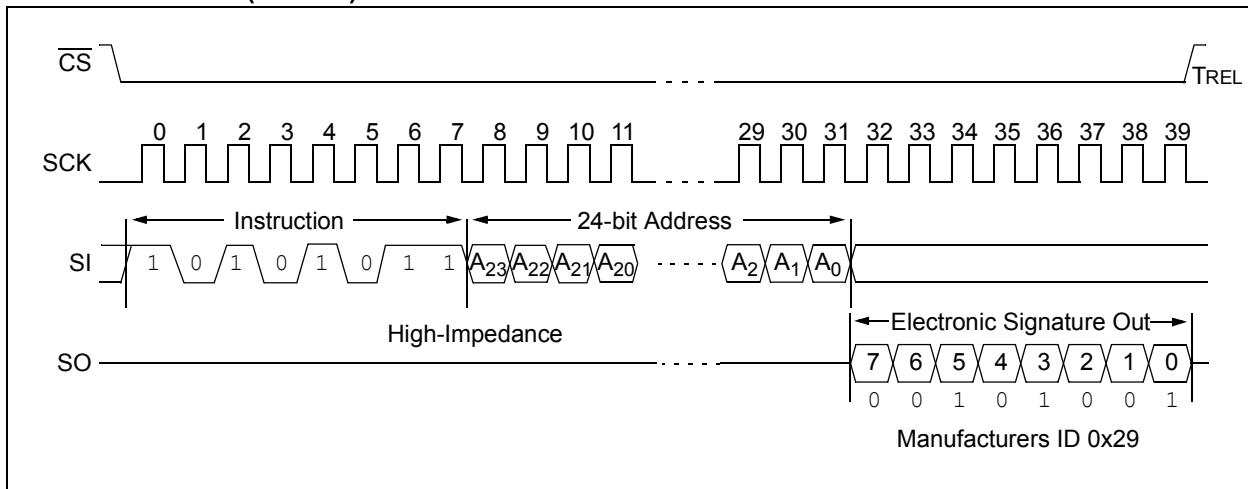 CS
TREL
0 1 2 3 4 5 6 7 8 9 10 11 29 30 31 32 33 34 35 36 37 38 39
SCK
Instruction 24-bit Address
SI 1 0 1 0 1 0 1 1 A23 A22 A21 A20 A2 A1 A0
High-Impedance
Electronic Signature Out
SO 7 6 5 4 3 2 1 0
0 0 1 0 1 0 0 1
Manufacturers ID 0x29